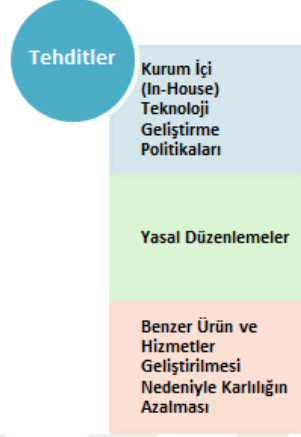 Tehditler
Kurum İçi
(In-House)
Teknoloji
Geliştirme
Politikaları
Yasal Düzenlemeler
Benzer Ürün ve
Hizmetler
Geliştirilmesi
Nedeniyle Karlılığın
Azalması